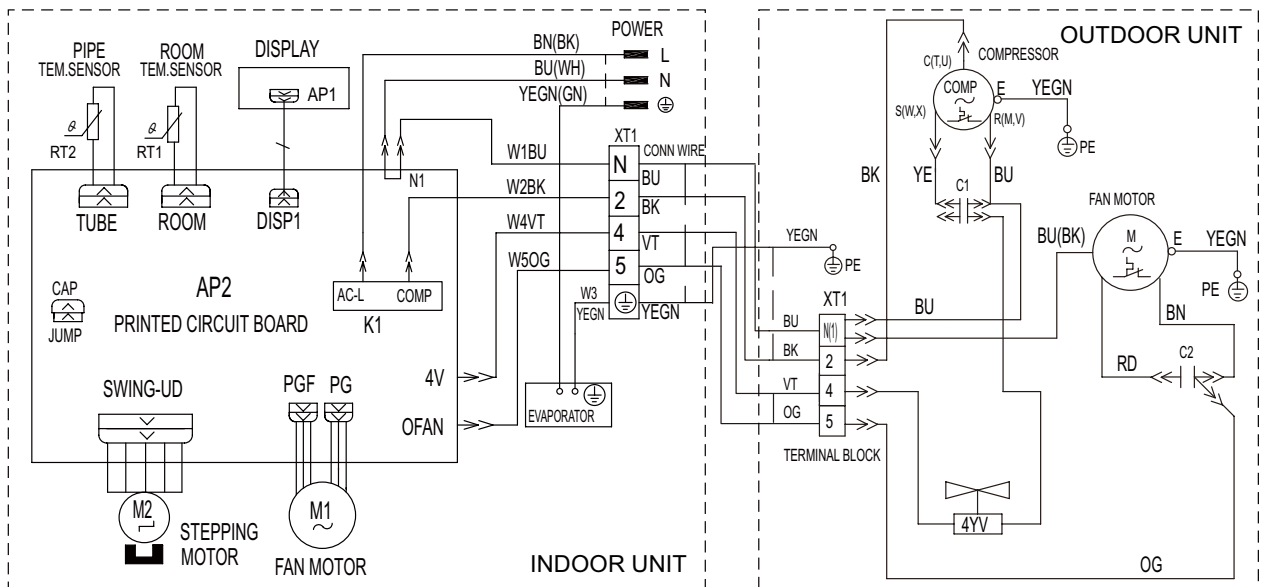 INDOOR UNIT
PIPE
TEM.SENSOR
ROOM
TEM.SENSOR
DISPLAY
AP1
θ
RT2
θ
RT1
TUBE
ROOM
DISP1
N1
AP2
PRINTED CIRCUIT BOARD
CAP
JUMP
AC-L
COMP
K1
SWING-UD
PGF
PG
4V
OFAN
M2
STEPPING
MOTOR
M1
FAN MOTOR
POWER
BN(BK)
L
BU(WH)
N
YEGN(GN)
XT1
CONN WIRE
W1BU
N
BU
W2BK
2
BK
W4VT
4
VT
W5OG
5
OG
W3
YEGN
YEGN
EVAPORATOR
OUTDOOR UNIT
C(T,U)
COMPRESSOR
COMP
E
YEGN
S(W,X)
R(M,V)
PE
BK
YE
C1
BU
FAN MOTOR
BU(BK)
M
E
YEGN
PE
YEGN
PE
XT1
BU
N(1)
BU
BK
2
VT
4
OG
5
TERMINAL BLOCK
RD
BN
C2
4YV
OG